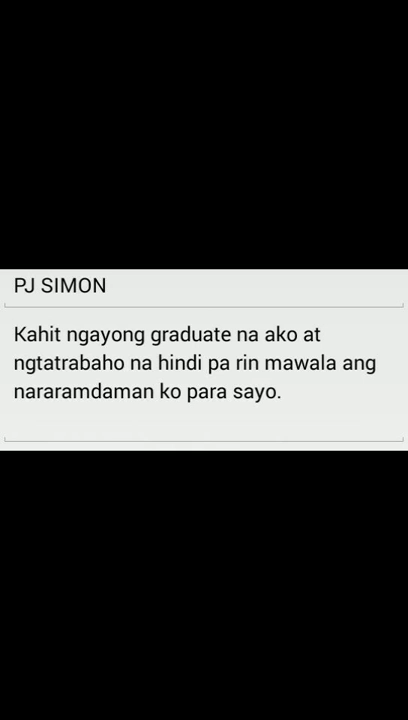 PJ SIMON
Kahit ngayong graduate na ako at
ngtatrabaho na hindi pa rin mawala ang
nararamdaman ko para sayo.